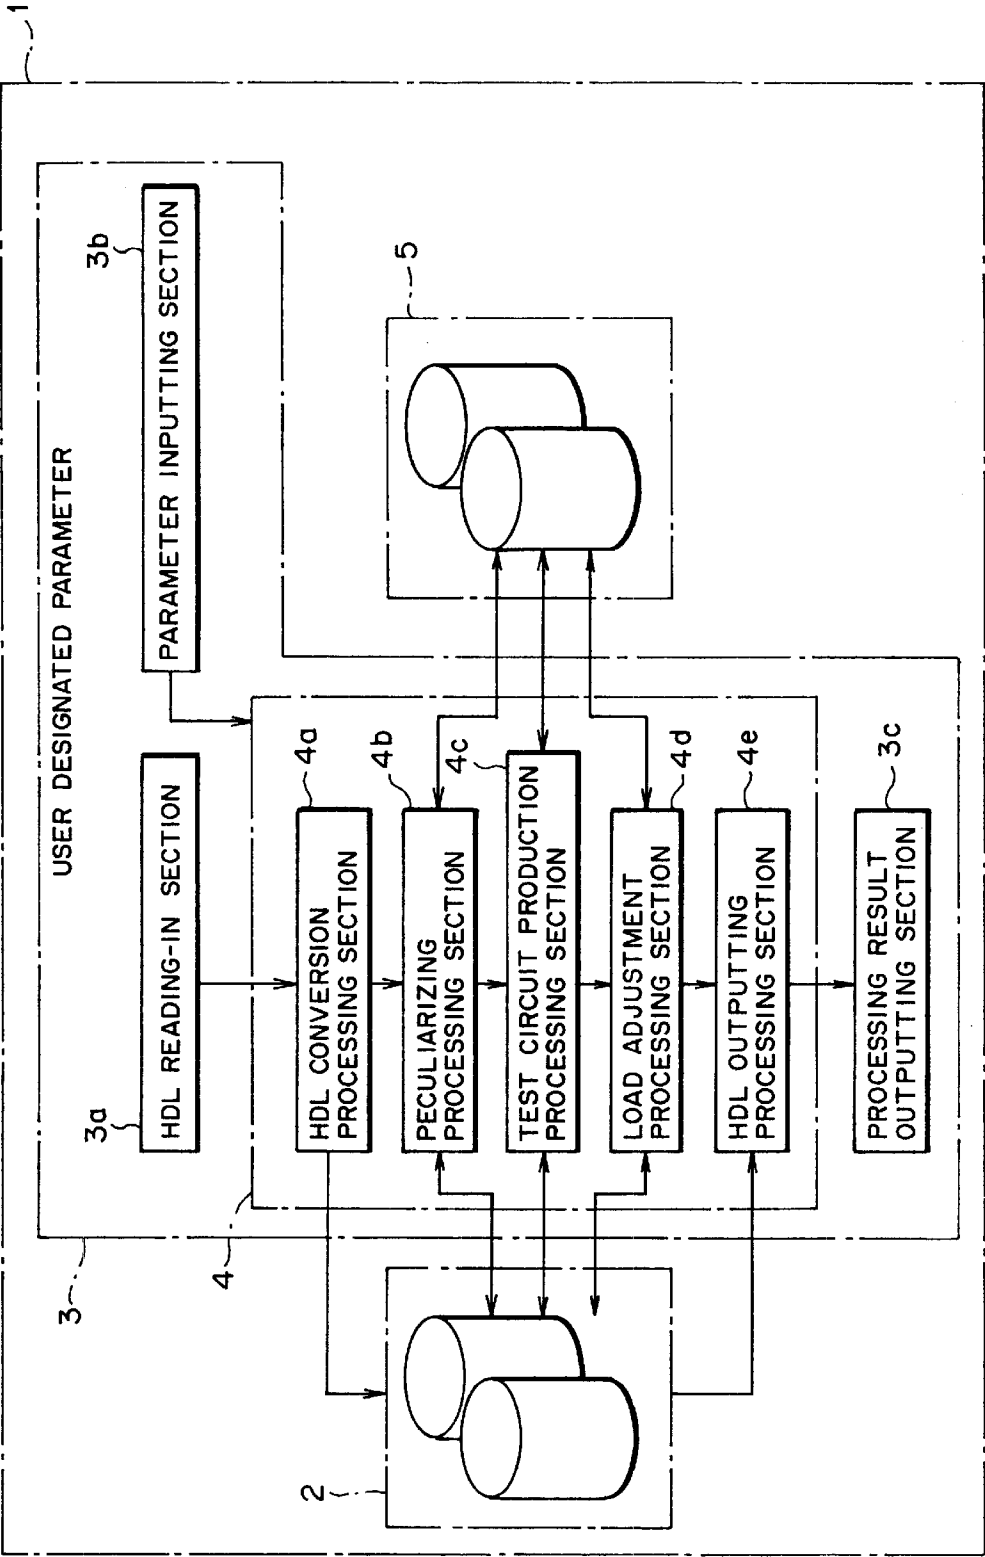 1
USER DESIGNATED PARAMETER
3a
HDL READING-IN SECTION
3b
PARAMETER INPUTTING SECTION
3
4
4a
HDL CONVERSION
PROCESSING SECTION
4b
PECULIARIZING
PROCESSING SECTION
4c
TEST CIRCUIT PRODUCTION
PROCESSING SECTION
4d
LOAD ADJUSTMENT
PROCESSING SECTION
4e
HDL OUTPUTTING
PROCESSING SECTION
3c
PROCESSING RESULT
OUTPUTTING SECTION
2
5